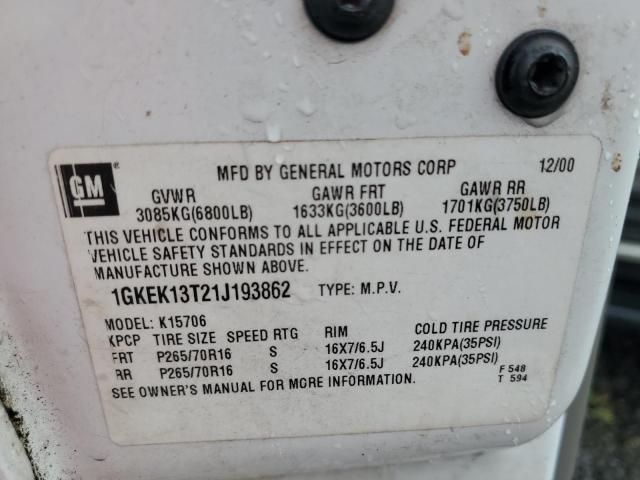 GM ®
MFD BY GENERAL MOTORS CORP 12/00
GVWR GAWR FRT GAWR RR
3085KG(6800LB) 1633KG(3600LB) 1701KG(3750LB)
THIS VEHICLE CONFORMS TO ALL APPLICABLE U.S. FEDERAL MOTOR
VEHICLE SAFETY STANDARDS IN EFFECT ON THE DATE OF
MANUFACTURE SHOWN ABOVE.
1GKEK13T21J193862 TYPE: M.P.V.
MODEL: K15706
KPCP TIRE SIZE SPEED RTG RIM COLD TIRE PRESSURE
FRT P265/70R16 S 16X7/6.5J 240KPA(35PSI)
RR P265/70R16 S 16X7/6.5J 240KPA(35PSI)
SEE OWNER'S MANUAL FOR MORE INFORMATION.
F 548
T 594